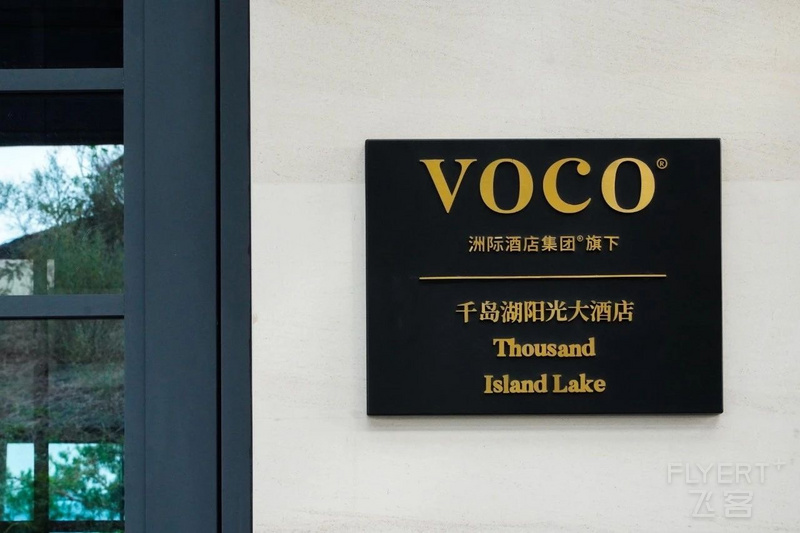 VOCO®
洲际酒店集团®旗下
千岛湖阳光大酒店
Thousand
Island Lake
FLYERT+
飞客